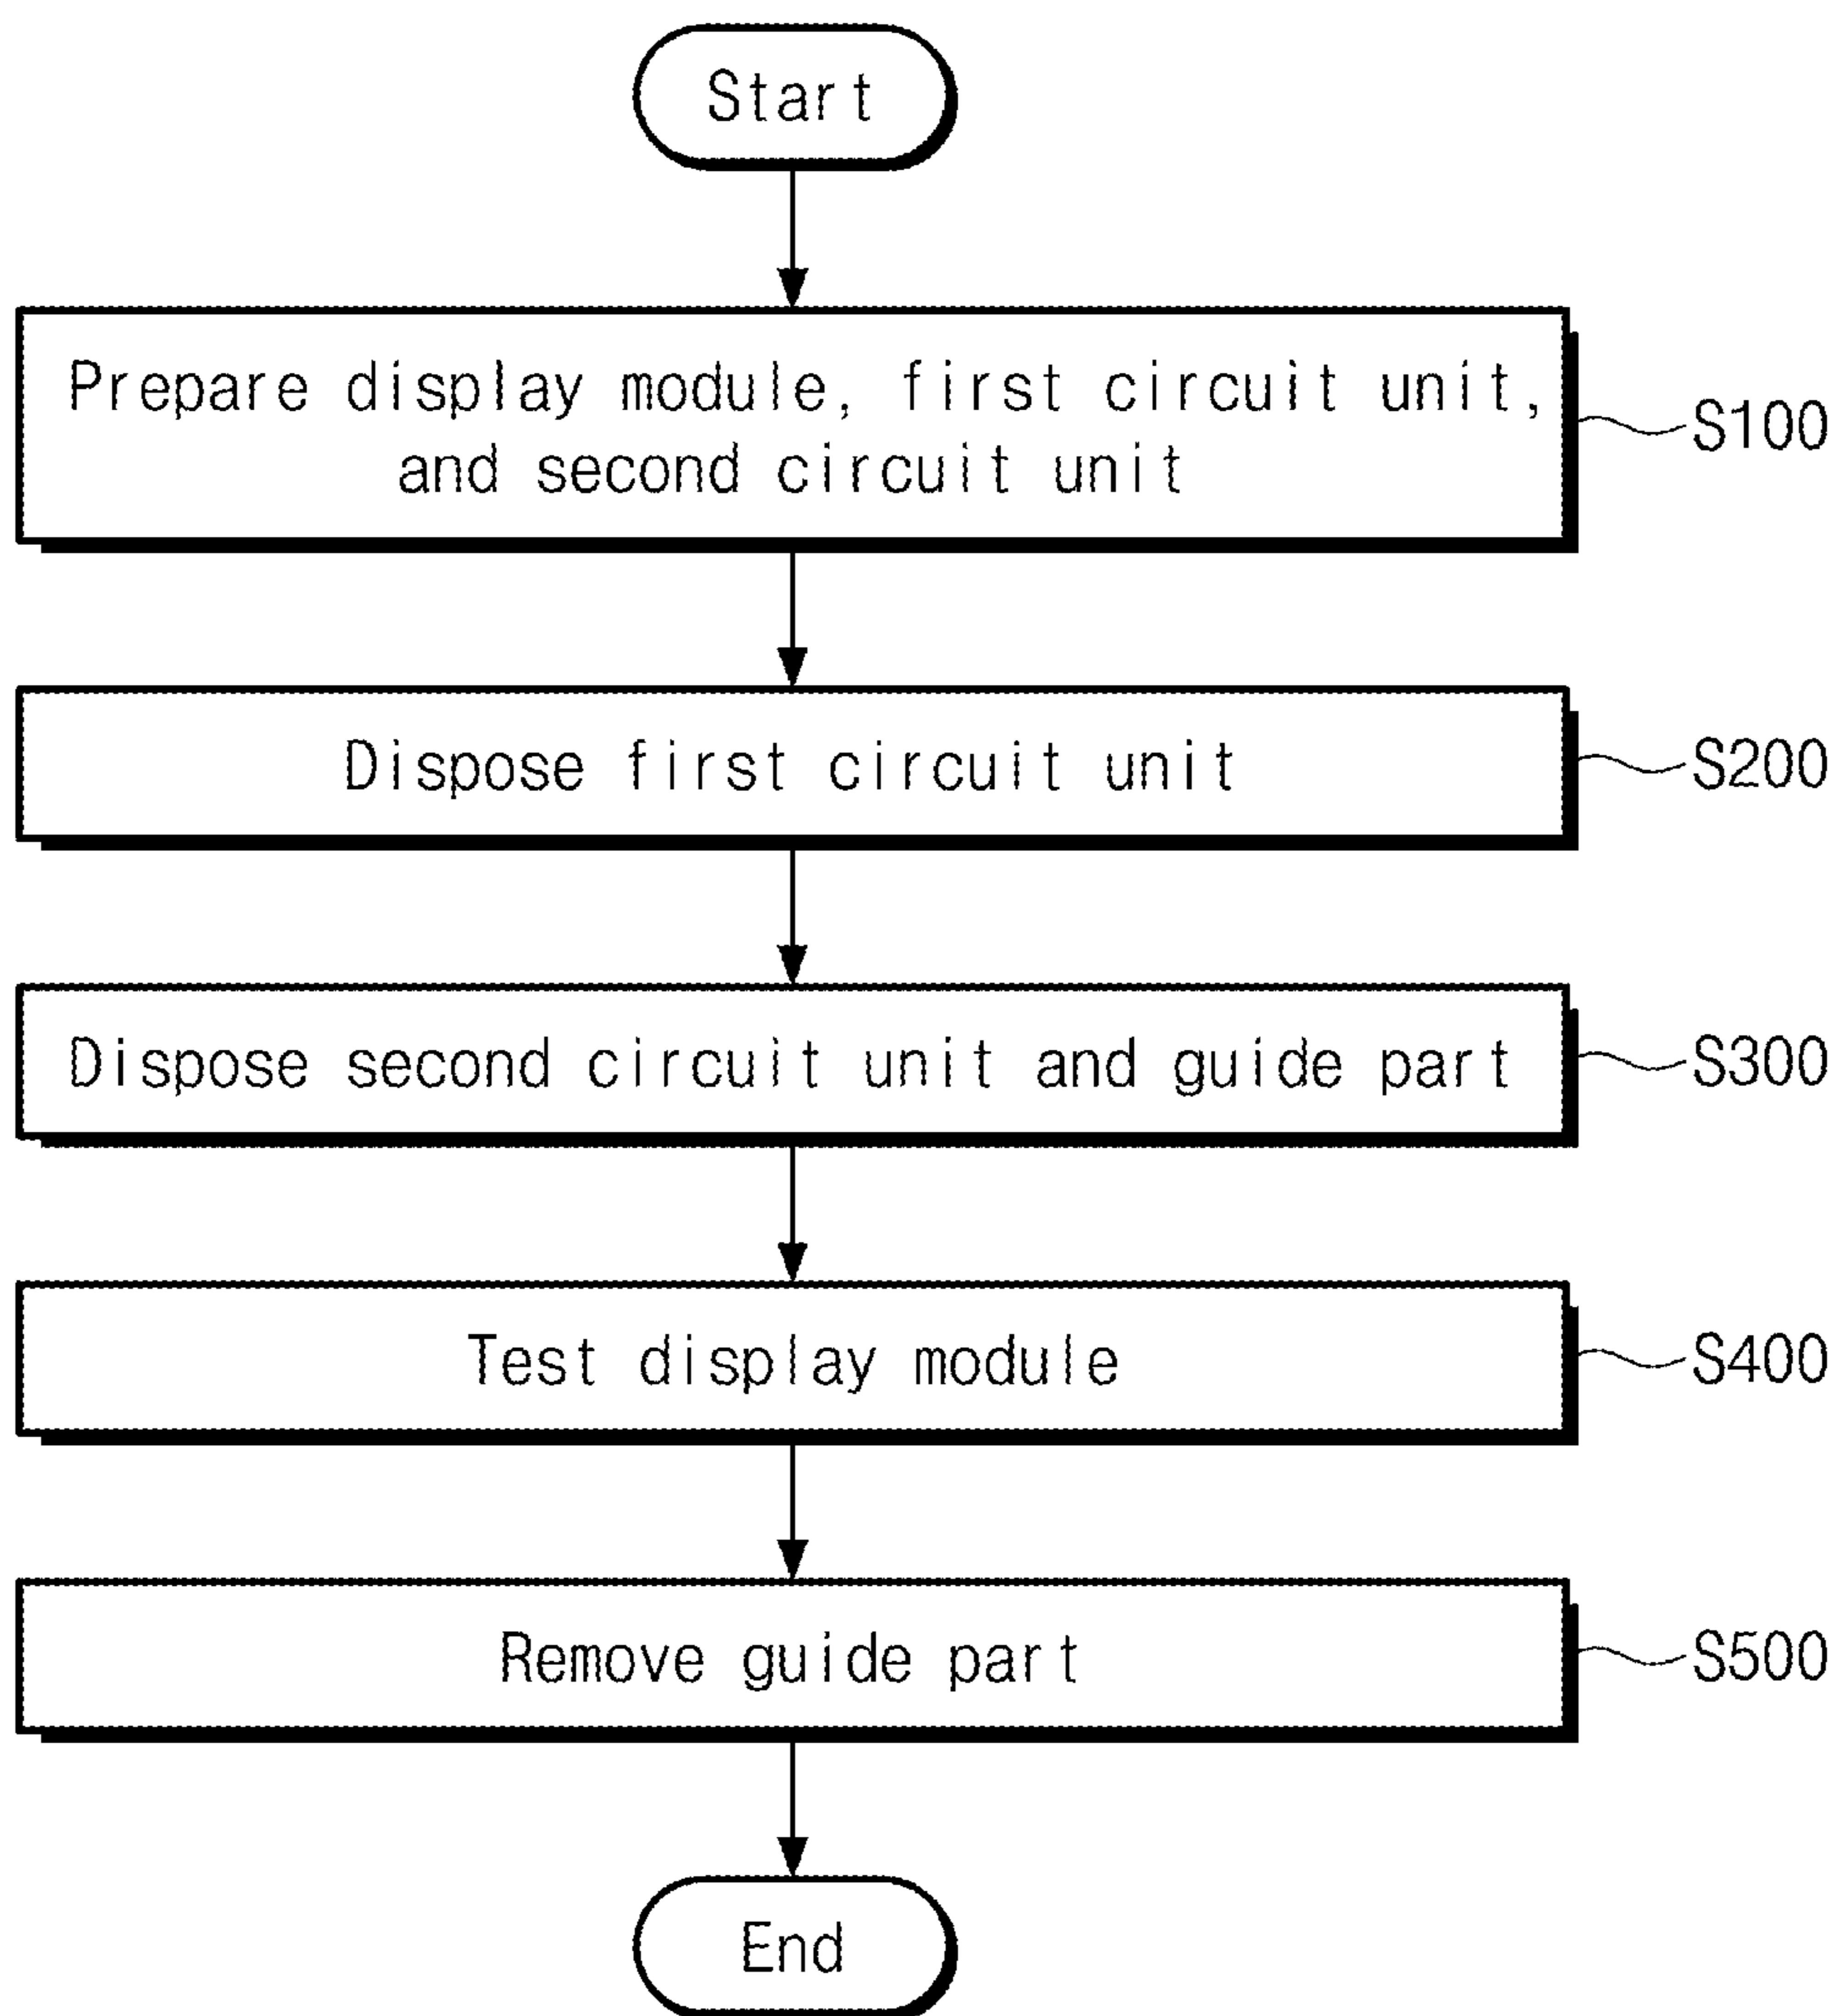 Start
Prepare display module, first circuit unit,
and second circuit unit
S100
Dispose first circuit unit
S200
Dispose second circuit unit and guide part
S300
Test display module
S400
Remove guide part
S500
End